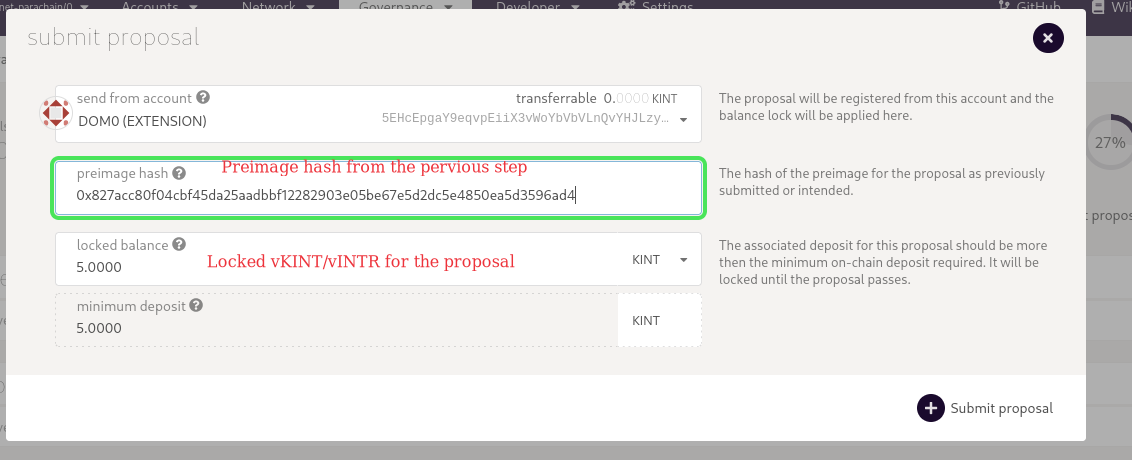 net-parachain/0 Accounts Network Governance Developer Settings GitHub Wik
submit proposal
send from account
transferrable 0.0000 KINT
DOM0 (EXTENSION)
5EHcEpgaY9eqvpEiiX3vWoYbVbVLnQvYHJLzy...
The proposal will be registered from this account and the
balance lock will be applied here.
27%
preimage hash
Preimage hash from the pervious step
0x827acc80f04cbf45da25aadbbf12282903e05be67e5d2dc5e4850ea5d3596ad4
The hash of the preimage for the proposal as previously
submitted or intended.
t propos
locked balance
5.0000
Locked vKINT/vINTR for the proposal
KINT
The associated deposit for this proposal should be more
then the minimum on-chain deposit required. It will be
locked until the proposal passes.
minimum deposit
5.0000
KINT
Submit proposal